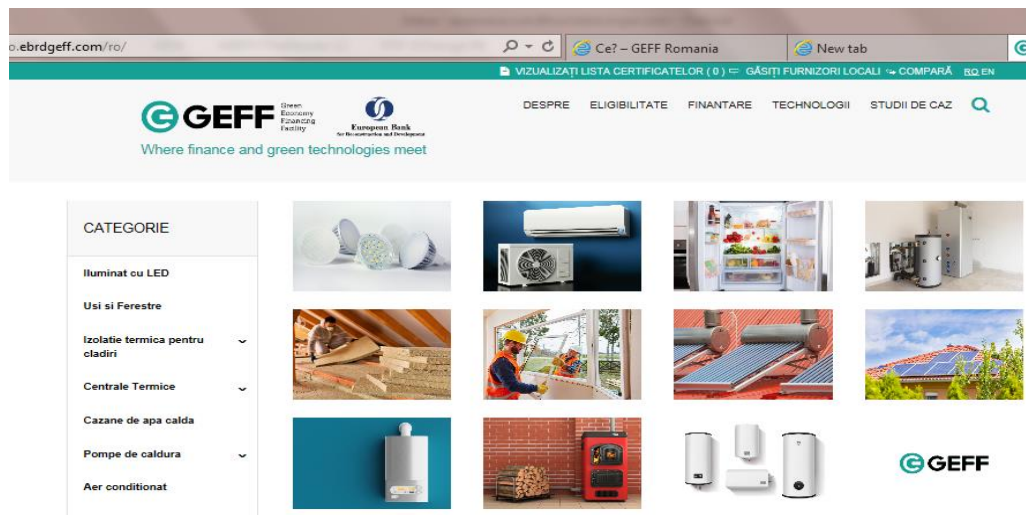 o.ebrdgeff.com/ro/
Ce? – GEFF Romania
New tab
VIZUALIZAȚI LISTA CERTIFICATELOR ( 0 ) GĂSIȚI FURNIZORI LOCALI COMPARĂ RO EN
GEFF
Green
Economy
Financing
Facility
European Bank
for Reconstruction and Development
Where finance and green technologies meet
DESPRE ELIGIBILITATE FINANTARE TECHNOLOGII STUDII DE CAZ
CATEGORIE
Iluminat cu LED
Usi si Ferestre
Izolatie termica pentru
cladiri
Centrale Termice
Cazane de apa calda
Pompe de caldura
Aer conditionat
GEFF